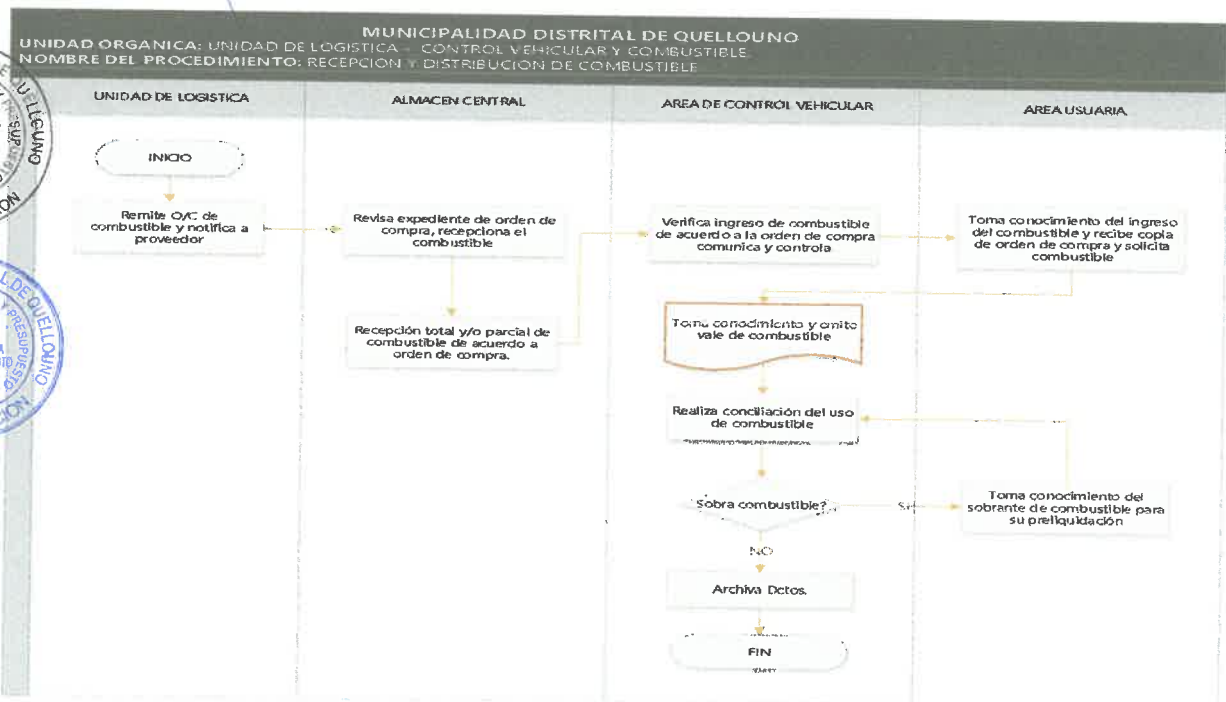 MUNICIPALIDAD DISTRITAL DE QUELLOUNO
UNIDAD ORGANICA: UNIDAD DE LOGISTICA - CONTROL VEHICULAR Y COMBUSTIBLE
NOMBRE DEL PROCEDIMIENTO: RECEPCION Y DISTRIBUCION DE COMBUSTIBLE
UNIDAD DE LOGISTICA
ALMACEN CENTRAL
AREA DE CONTROL VEHICULAR
AREA USUARIA
INICIO
Remite O/C de
combustible y notifica a
proveedor
Revisa expediente de orden de
compra, recepciona el
combustible
Verifica ingreso de combustible
de acuerdo a la orden de compra
comunica y controla
Toma conocimiento del ingreso
del combustible y recibe copia
de orden de compra y solicita
combustible
Recepción total y/o parcial de
combustible de acuerdo a
orden de compra.
Toma conocimiento y emite
vale de combustible
Realiza conciliación del uso
de combustible
Sobra combustible?
SI
Toma conocimiento del
sobrante de combustible para
su preliquidación
NO
Archiva Dctos.
FIN
QUELLOUNO
DE QUELLOUNO
Y PRESUPUESTO